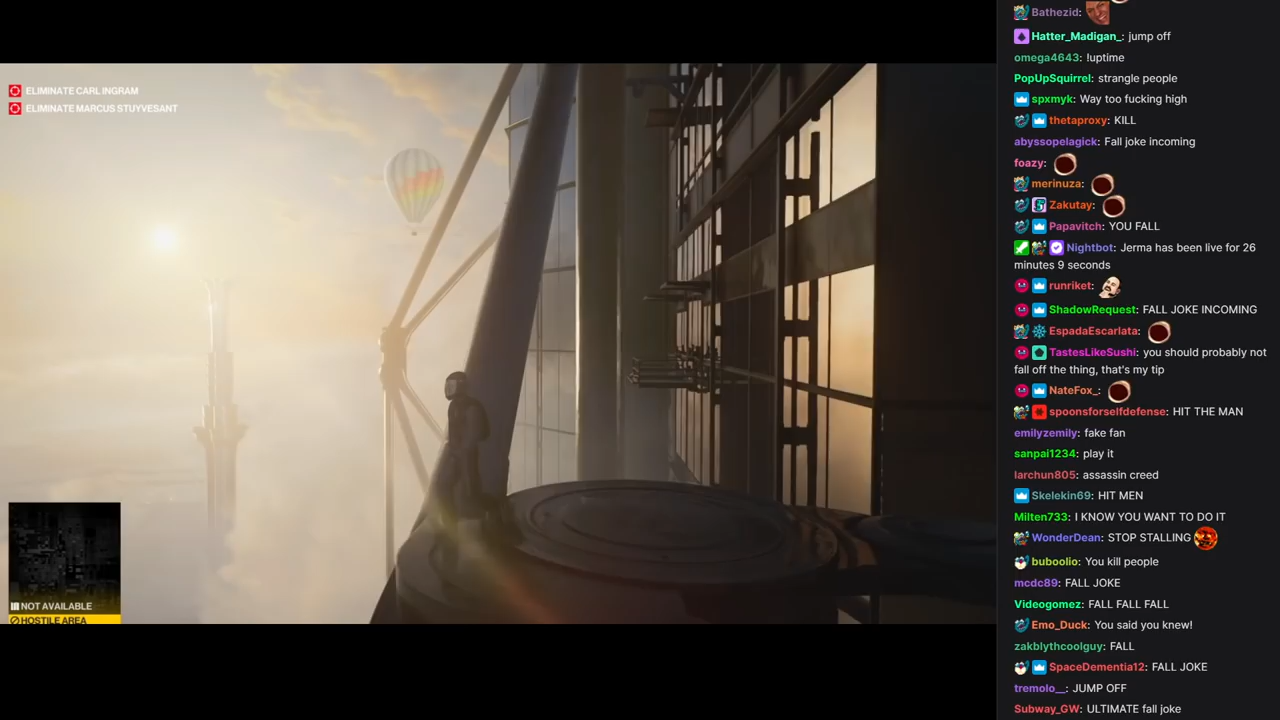 ELIMINATE CARL INGRAM
ELIMINATE MARCUS STUYVESANT
NOT AVAILABLE
HOSTILE AREA
Bathezid:
Hatter_Madigan_: jump off
omega4643: !uptime
PopUpSquirrel: strangle people
spxmyk: Way too fucking high
thetaproxy: KILL
abyssopelagick: Fall joke incoming
foazy:
merinuza:
Zakutay:
Papavitch: YOU FALL
Nightbot: Jerma has been live for 26
minutes 9 seconds
runriket:
ShadowRequest: FALL JOKE INCOMING
EspadaEscarlata:
TastesLikeSushi: you should probably not
fall off the thing, that's my tip
NateFox_:
spoonsforselfdefense: HIT THE MAN
emilyzemily: fake fan
sanpai1234: play it
larchun805: assassin creed
Skelekin69: HIT MEN
Milten733: I KNOW YOU WANT TO DO IT
WonderDean: STOP STALLING
buboolio: You kill people
mcdc89: FALL JOKE
Videogomez: FALL FALL FALL
Emo_Duck: You said you knew!
zakblythcoolguy: FALL
SpaceDementia12: FALL JOKE
tremolo__: JUMP OFF
Subway_GW: ULTIMATE fall joke